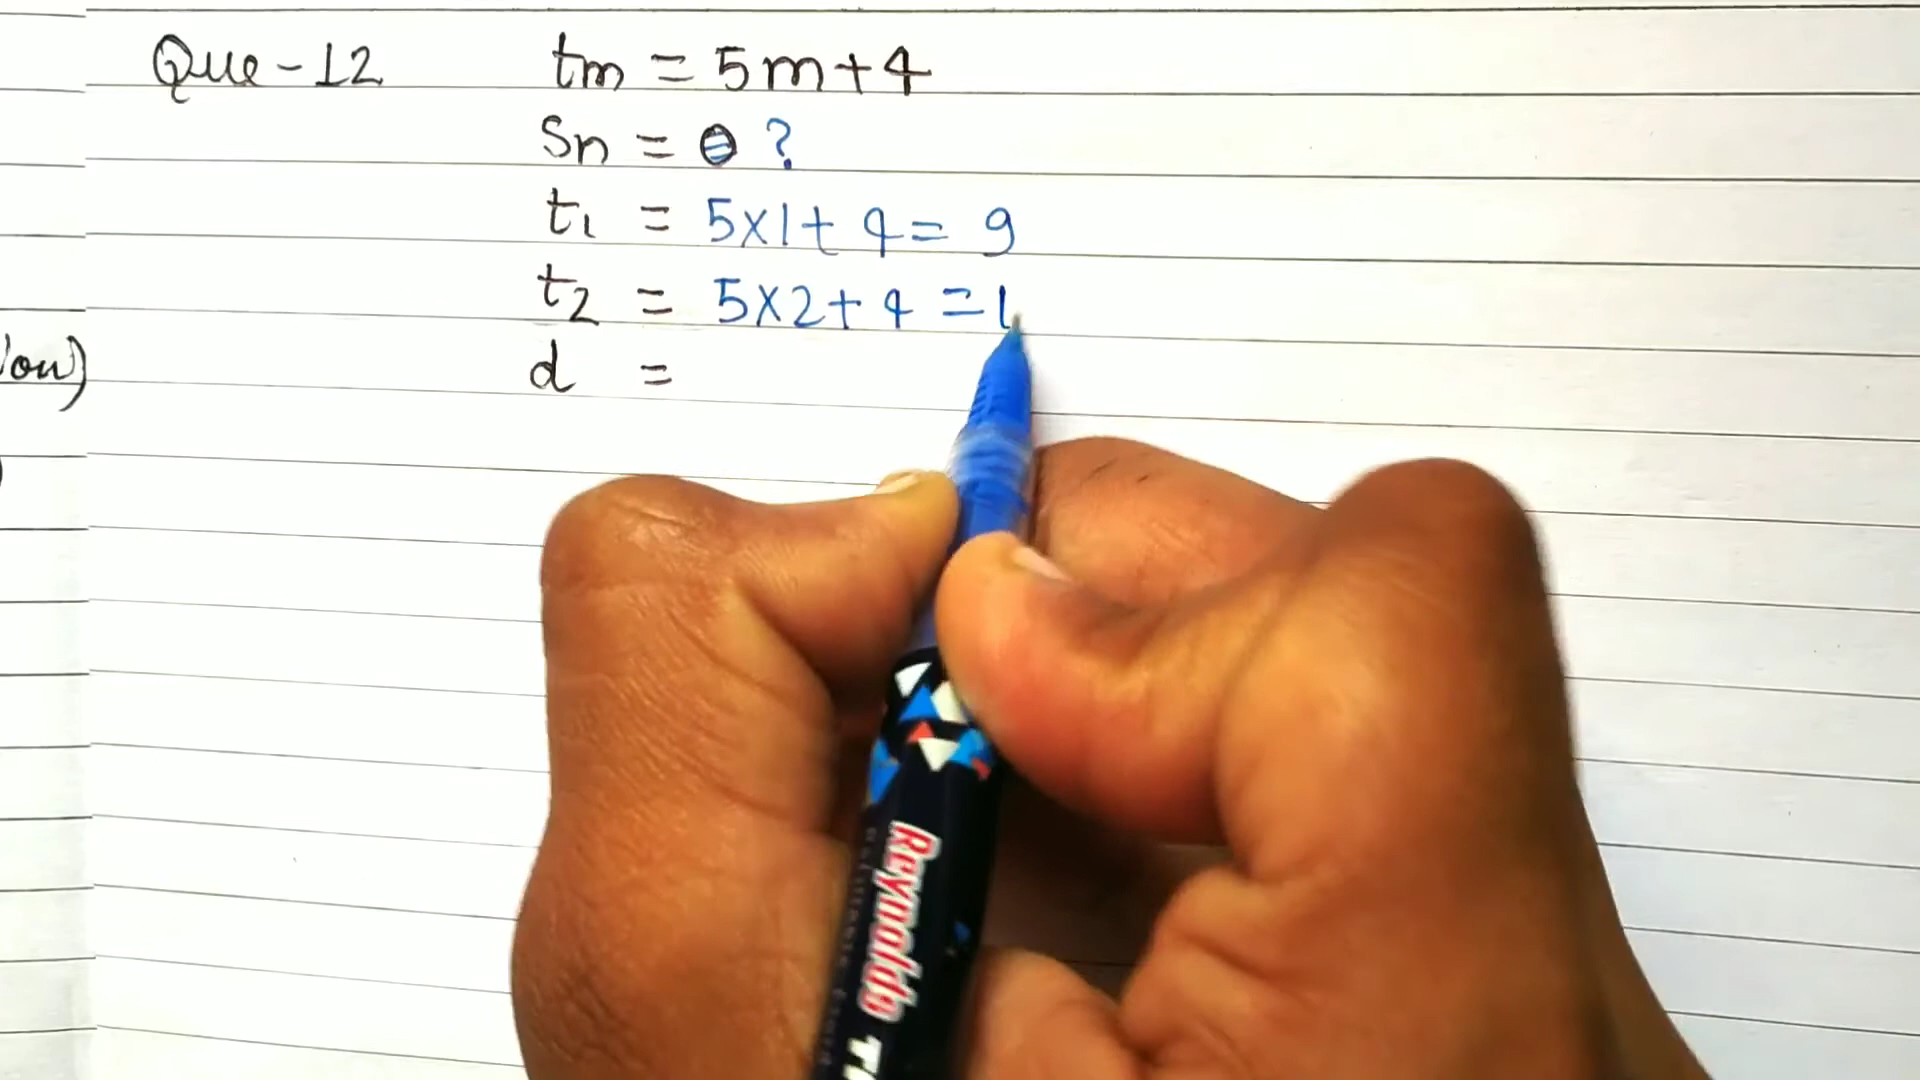 Que-12 tm = 5m+4
Sn = ?
t1 = 5x1+ 4= 9
t2 = 5x2+ 4 =1
d =
Reynolds